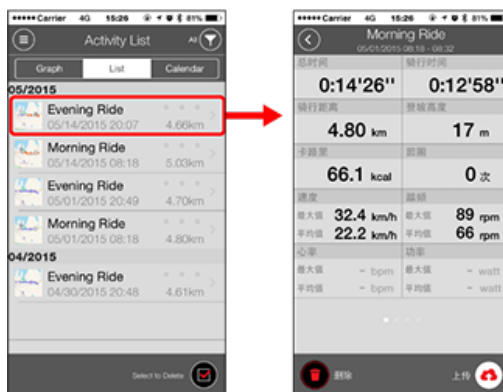 Carrier 4G 15:26 81%
Activity List
All
Graph List Calendar
05/2015
Evening Ride
05/14/2015 20:07 4.66km
Morning Ride
05/14/2015 08:18 5.03km
Evening Ride
05/01/2015 20:49 4.70km
Morning Ride
05/01/2015 08:18 4.80km
04/2015
Evening Ride
04/30/2015 20:48 4.61km
Select to Delete
Carrier 4G 15:26 81%
Morning Ride
05/01/2015 08:18 - 08:32
总时间 骑行时间
0:14'26'' 0:12'58''
骑行距离 登坡高度
4.80 km 17 m
卡路里
66.1 kcal 0 次
速度 踏频
最大值 32.4 km/h 最大值 89 rpm
平均值 22.2 km/h 平均值 66 rpm
心率 功率
最大值 - bpm 最大值 - watt
平均值 - bpm 平均值 - watt
删除 上传